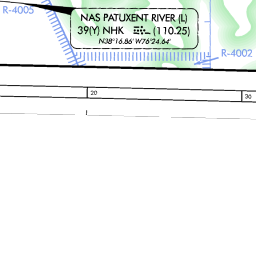 R-4005
NAS PATUXENT RIVER (L)
39(Y) NHK (110.25)
N38°16.86' W76°24.64'
R-4002
20
30